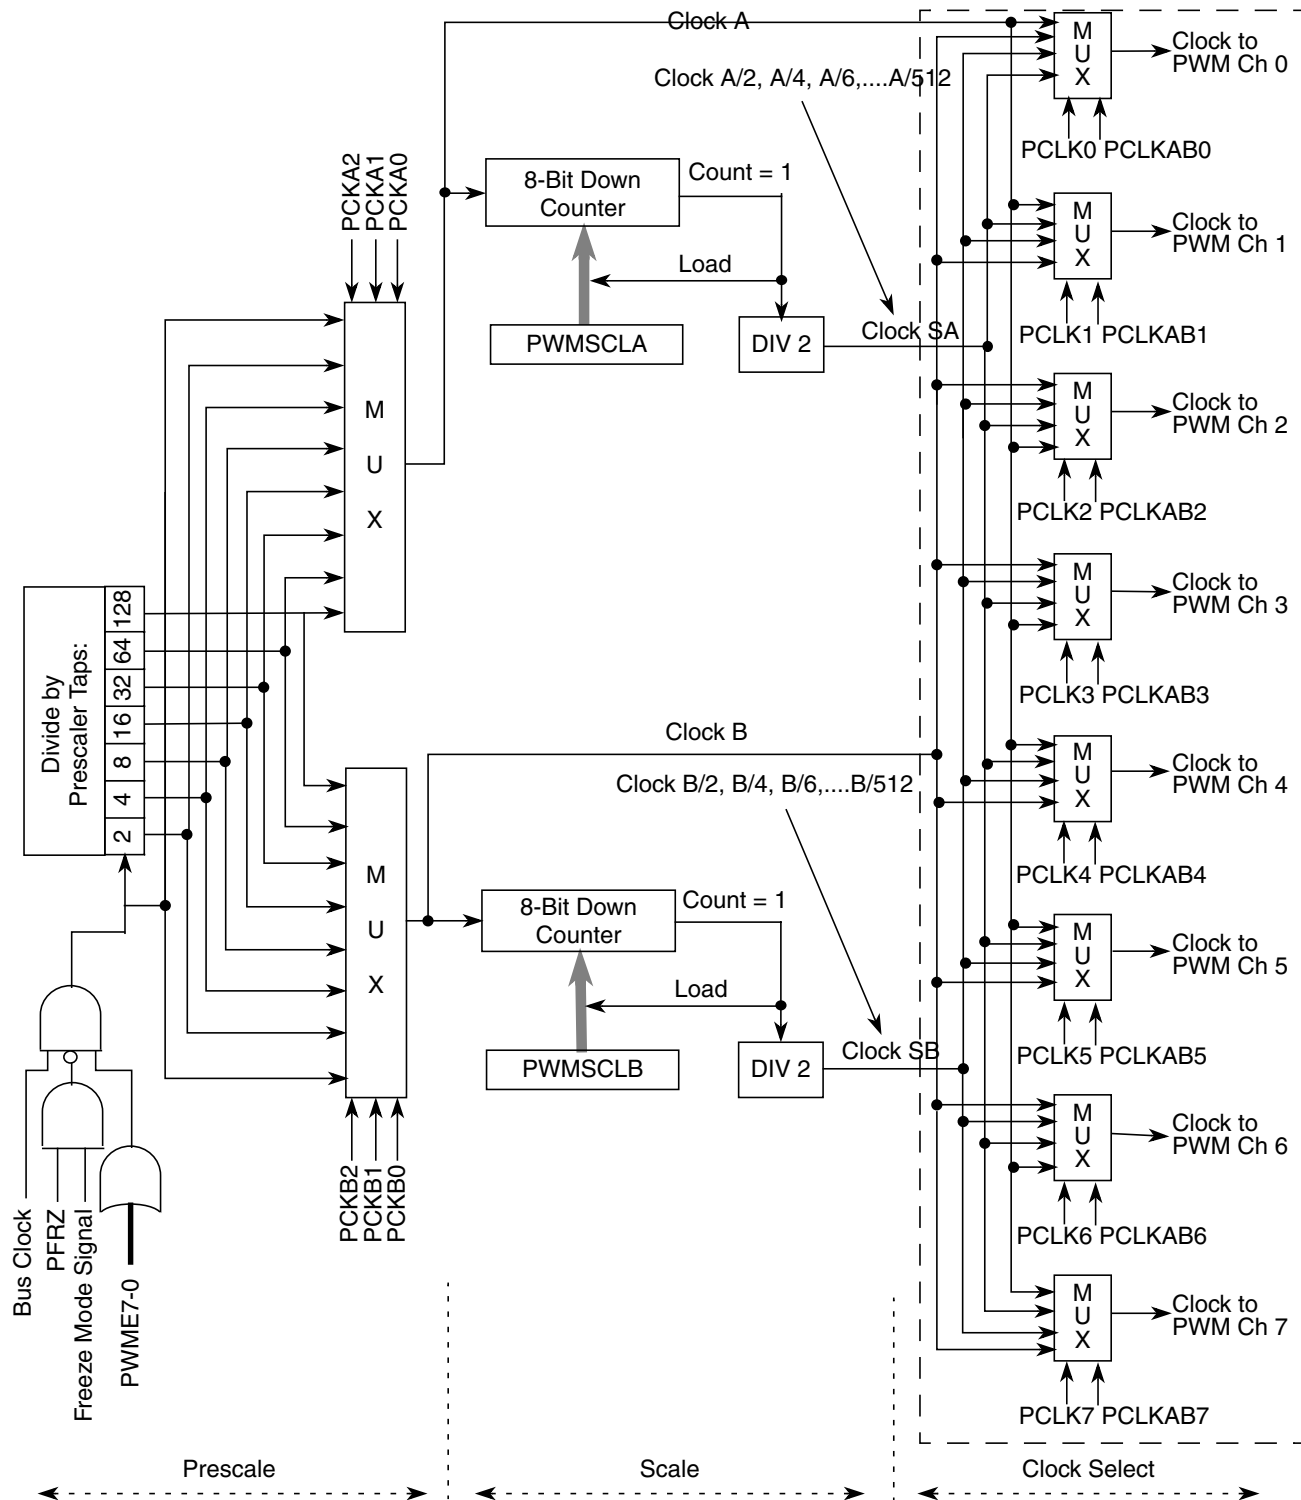 Clock A
Clock A/2, A/4, A/6,....A/512
PCKA2
PCKA1
PCKA0
8-Bit Down
Counter
Count = 1
Load
PWMSCLA
DIV 2
Clock SA
M
U
X
Divide by
Prescaler Taps:
128
64
32
16
8
4
2
Clock B
Clock B/2, B/4, B/6,....B/512
M
U
X
8-Bit Down
Counter
Count = 1
Load
PWMSCLB
DIV 2
Clock SB
PCKB2
PCKB1
PCKB0
Bus Clock
PFRZ
Freeze Mode Signal
PWME7-0
M
U
X
Clock to
PWM Ch 0
PCLK0 PCLKAB0
M
U
X
Clock to
PWM Ch 1
PCLK1 PCLKAB1
M
U
X
Clock to
PWM Ch 2
PCLK2 PCLKAB2
M
U
X
Clock to
PWM Ch 3
PCLK3 PCLKAB3
M
U
X
Clock to
PWM Ch 4
PCLK4 PCLKAB4
M
U
X
Clock to
PWM Ch 5
PCLK5 PCLKAB5
M
U
X
Clock to
PWM Ch 6
PCLK6 PCLKAB6
M
U
X
Clock to
PWM Ch 7
PCLK7 PCLKAB7
Prescale
Scale
Clock Select